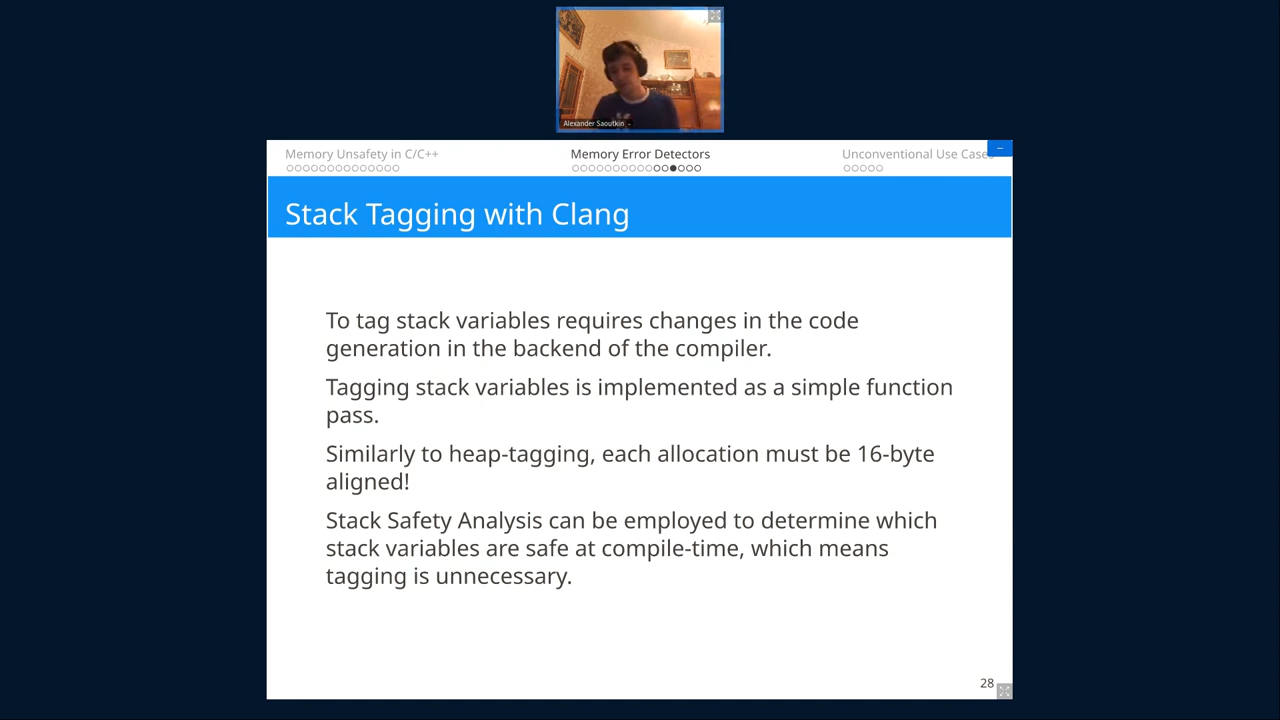 Alexander Saoutkin
Memory Unsafety in C/C++
Memory Error Detectors
Unconventional Use Cases
Stack Tagging with Clang
To tag stack variables requires changes in the code
generation in the backend of the compiler.
Tagging stack variables is implemented as a simple function
pass.
Similarly to heap-tagging, each allocation must be 16-byte
aligned!
Stack Safety Analysis can be employed to determine which
stack variables are safe at compile-time, which means
tagging is unnecessary.
28